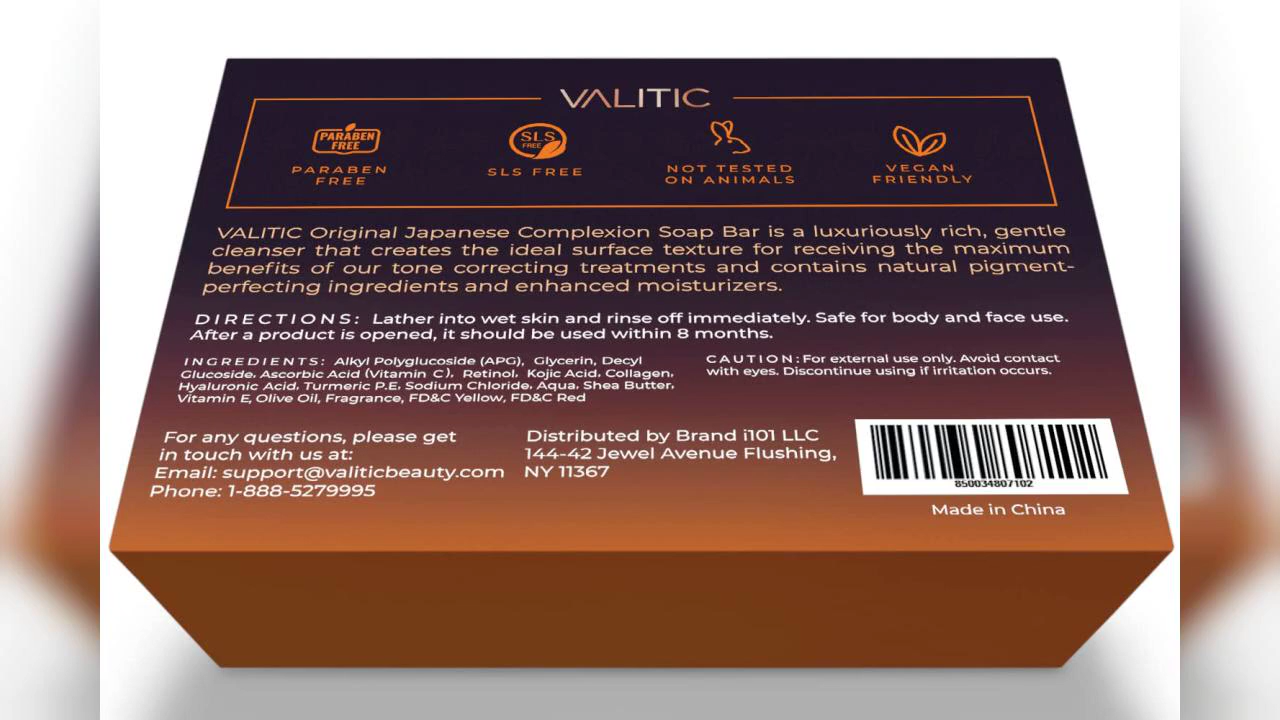 VALITIC
PARABEN
FREE
PARABEN
FREE
SLS
FREE
SLS FREE
NOT TESTED
ON ANIMALS
VEGAN
FRIENDLY
VALITIC Original Japanese Complexion Soap Bar is a luxuriously rich, gentle
cleanser that creates the ideal surface texture for receiving the maximum
benefits of our tone correcting treatments and contains natural pigment-
perfecting ingredients and enhanced moisturizers.
DIRECTIONS: Lather into wet skin and rinse off immediately. Safe for body and face use.
After a product is opened, it should be used within 8 months.
INGREDIENTS: Alkyl Polyglucoside (APG), Glycerin, Decyl
Glucoside, Ascorbic Acid (Vitamin C), Retinol, Kojic Acid, Collagen,
Hyaluronic Acid, Turmeric P.E, Sodium Chloride, Aqua, Shea Butter,
Vitamin E, Olive Oil, Fragrance, FD&C Yellow, FD&C Red
CAUTION: For external use only. Avoid contact
with eyes. Discontinue using if irritation occurs.
For any questions, please get
in touch with us at:
Email: support@valiticbeauty.com
Phone: 1-888-5279995
Distributed by Brand i101 LLC
144-42 Jewel Avenue Flushing,
NY 11367
850034807102
Made in China